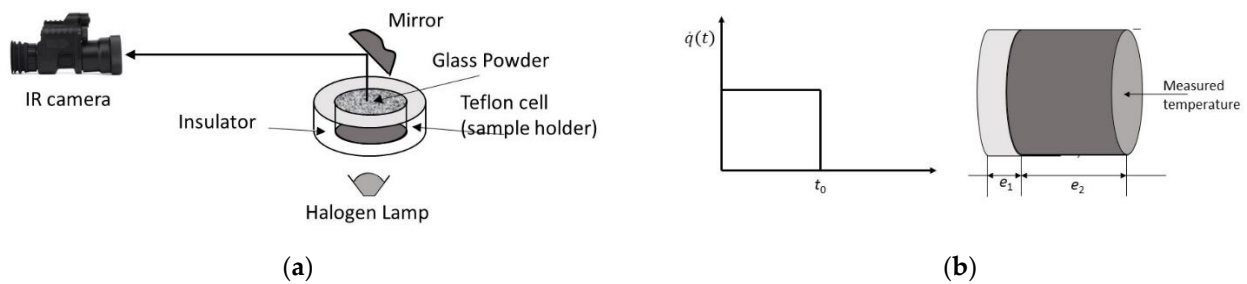 Mirror
Glass Powder
IR camera
Insulator
Teflon cell
(sample holder)
Halogen Lamp
(a)
q̇(t)
t₀
Measured
temperature
e₁
e₂
(b)